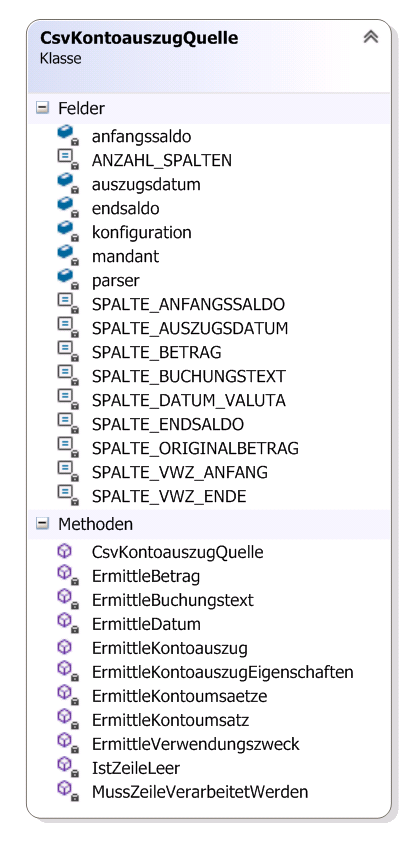 CsvKontoauszugQuelle
Klasse
Felder
anfangssaldo
ANZAHL_SPALTEN
auszugsdatum
endsaldo
konfiguration
mandant
parser
SPALTE_ANFANGSSALDO
SPALTE_AUSZUGSDATUM
SPALTE_BETRAG
SPALTE_BUCHUNGSTEXT
SPALTE_DATUM_VALUTA
SPALTE_ENDSALDO
SPALTE_ORIGINALBETRAG
SPALTE_VWZ_ANFANG
SPALTE_VWZ_ENDE
Methoden
CsvKontoauszugQuelle
ErmittleBetrag
ErmittleBuchungstext
ErmittleDatum
ErmittleKontoauszug
ErmittleKontoauszugEigenschaften
ErmittleKontoumsaetze
ErmittleKontoumsatz
ErmittleVerwendungszweck
IstZeileLeer
MussZeileVerarbeitetWerden